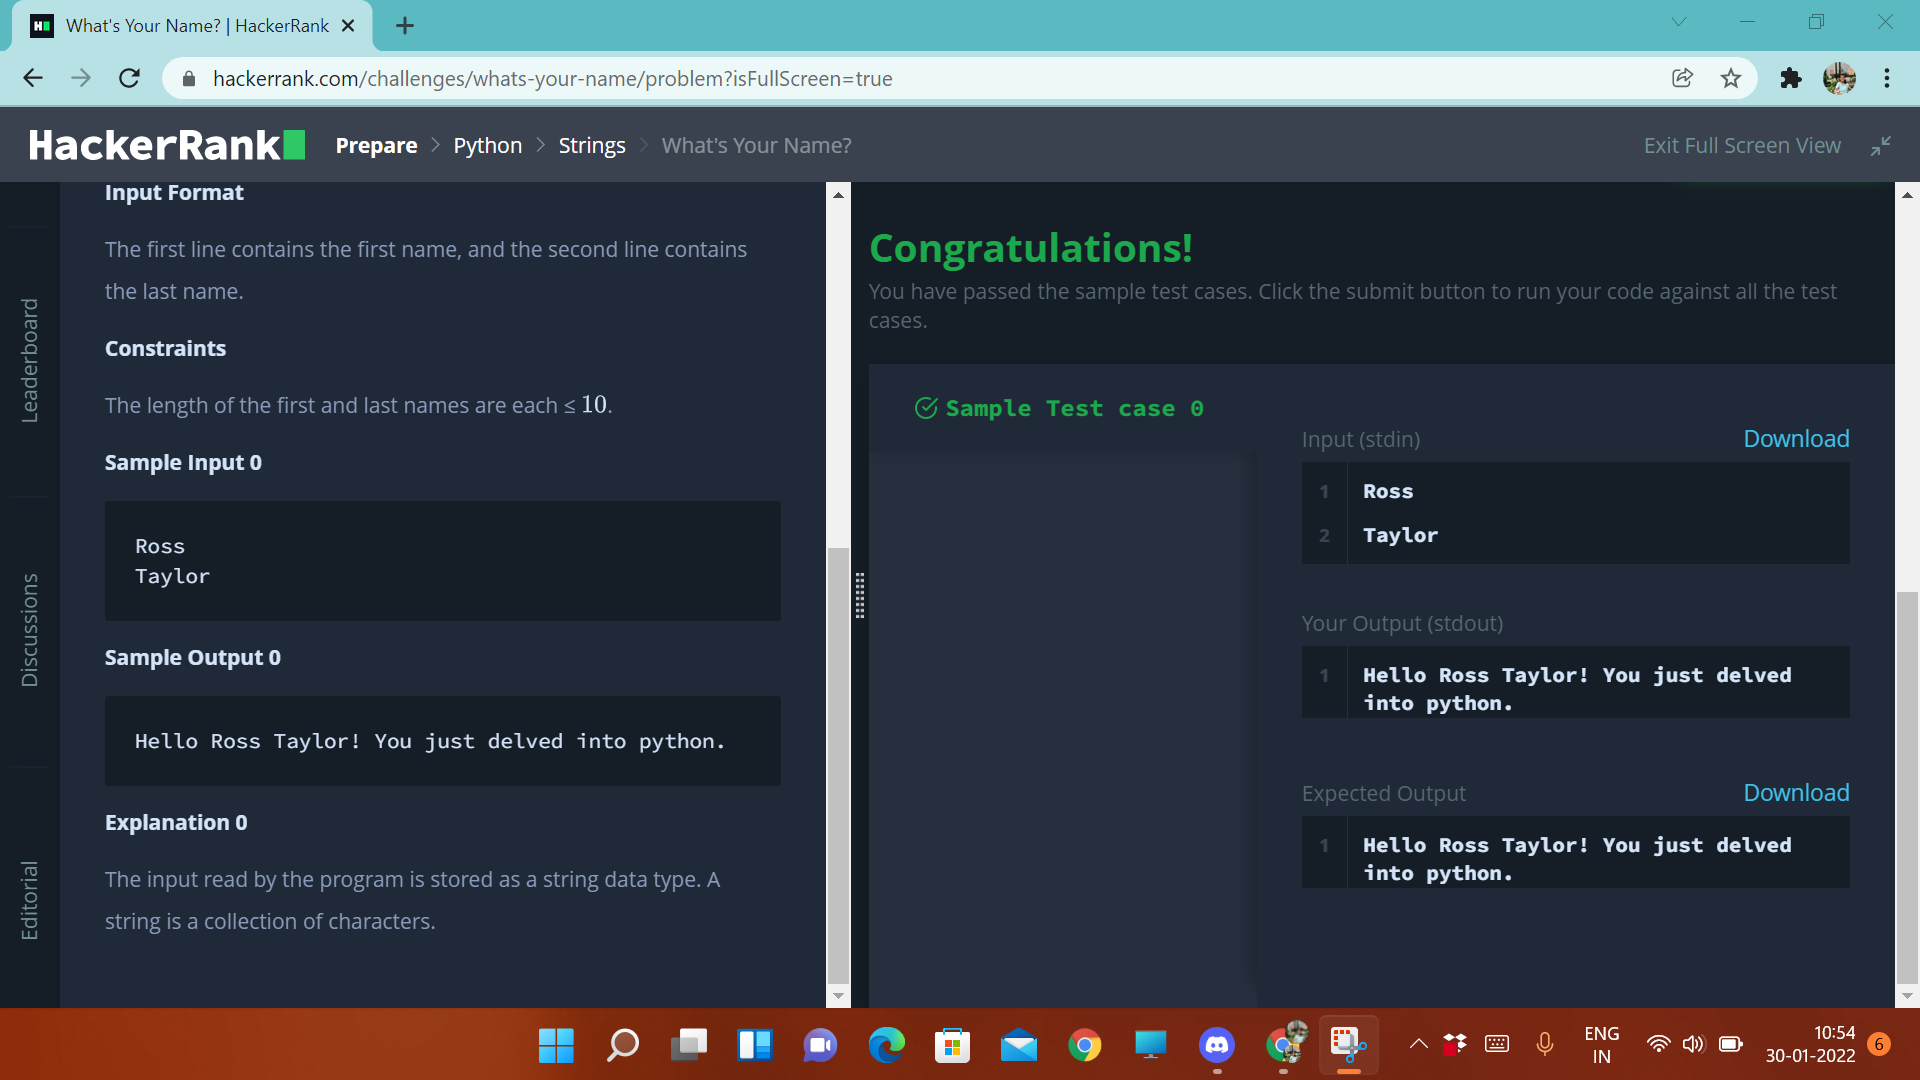 What's Your Name? | HackerRank
hackerrank.com/challenges/whats-your-name/problem?isFullScreen=true
HackerRank
Prepare > Python > Strings > What's Your Name?
Exit Full Screen View
Leaderboard
Discussions
Editorial
Input Format
The first line contains the first name, and the second line contains
the last name.
Constraints
The length of the first and last names are each ≤ 10.
Sample Input 0
Ross
Taylor
Sample Output 0
Hello Ross Taylor! You just delved into python.
Explanation 0
The input read by the program is stored as a string data type. A
string is a collection of characters.
Congratulations!
You have passed the sample test cases. Click the submit button to run your code against all the test
cases.
Sample Test case 0
Input (stdin)
Download
1 Ross
2 Taylor
Your Output (stdout)
1 Hello Ross Taylor! You just delved
into python.
Expected Output
Download
1 Hello Ross Taylor! You just delved
into python.
ENG
IN
10:54
30-01-2022
6